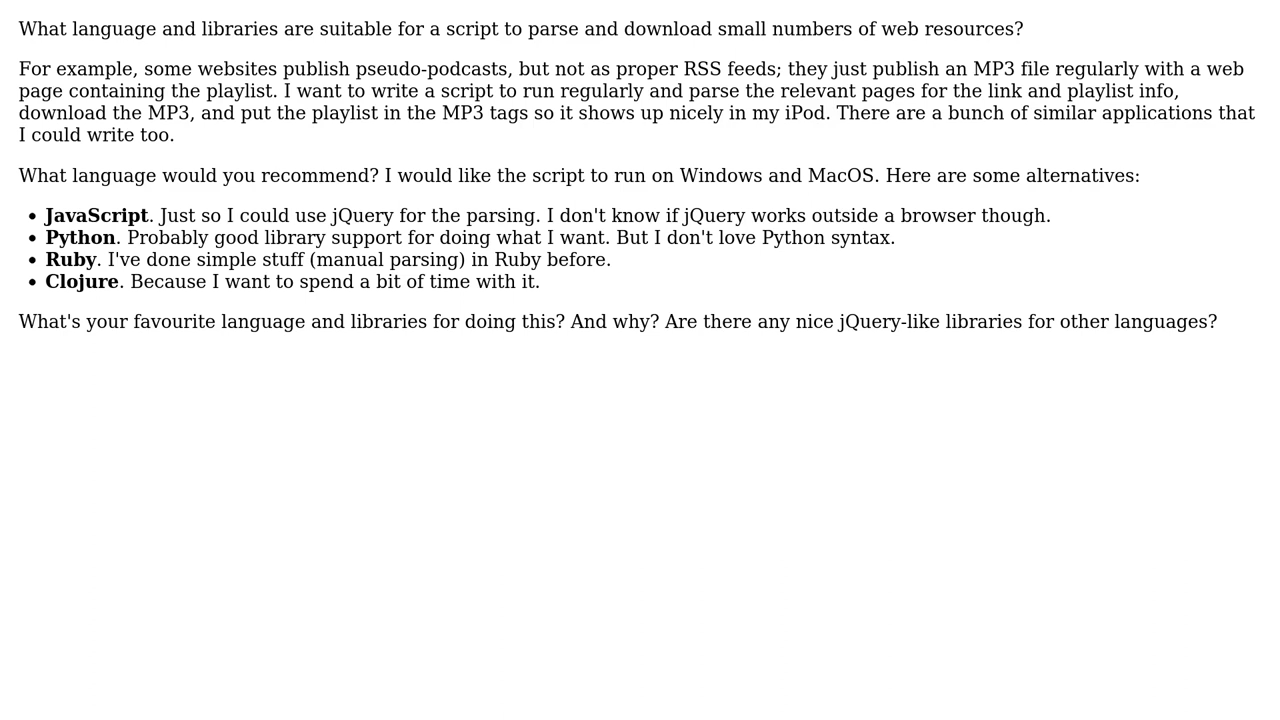 What language and libraries are suitable for a script to parse and download small numbers of web resources?
For example, some websites publish pseudo-podcasts, but not as proper RSS feeds; they just publish an MP3 file regularly with a web
page containing the playlist. I want to write a script to run regularly and parse the relevant pages for the link and playlist info,
download the MP3, and put the playlist in the MP3 tags so it shows up nicely in my iPod. There are a bunch of similar applications that
I could write too.
What language would you recommend? I would like the script to run on Windows and MacOS. Here are some alternatives:
• JavaScript. Just so I could use jQuery for the parsing. I don't know if jQuery works outside a browser though.
• Python. Probably good library support for doing what I want. But I don't love Python syntax.
• Ruby. I've done simple stuff (manual parsing) in Ruby before.
• Clojure. Because I want to spend a bit of time with it.
What's your favourite language and libraries for doing this? And why? Are there any nice jQuery-like libraries for other languages?